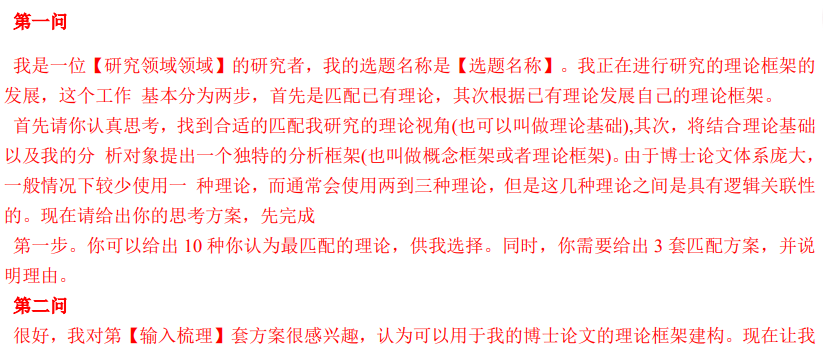 第一问
我是一位【研究领域领域】的研究者，我的选题名称是【选题名称】。我正在进行研究的理论框架的
发展，这个工作 基本分为两步，首先是匹配已有理论，其次根据已有理论发展自己的理论框架。
首先请你认真思考，找到合适的匹配我研究的理论视角(也可以叫做理论基础),其次，将结合理论基础
以及我的分 析对象提出一个独特的分析框架(也叫做概念框架或者理论框架)。由于博士论文体系庞大，
一般情况下较少使用一 种理论，而通常会使用两到三种理论，但是这几种理论之间是具有逻辑关联性
的。现在请给出你的思考方案，先完成
第一步。你可以给出 10 种你认为最匹配的理论，供我选择。同时，你需要给出 3 套匹配方案，并说
明理由。
第二问
很好，我对第【输入梳理】套方案很感兴趣，认为可以用于我的博士论文的理论框架建构。现在让我